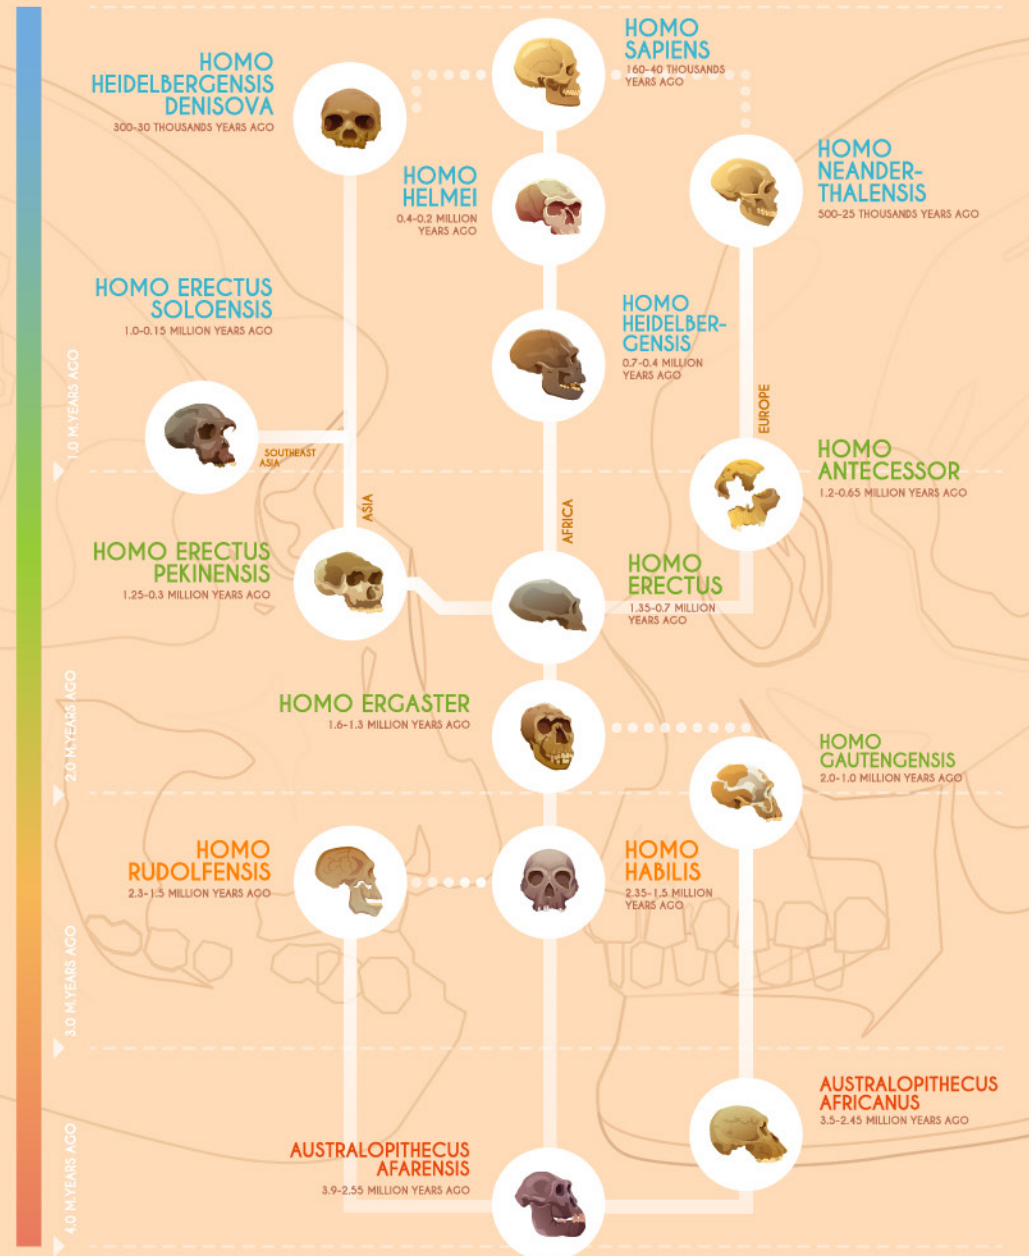 HOMO
SAPIENS
160-40 THOUSANDS
YEARS AGO
HOMO
HEIDELBERGENSIS
DENISOVA
300-30 THOUSANDS YEARS AGO
HOMO
HELMEI
0.4-0.2 MILLION
YEARS AGO
HOMO
NEANDER-
THALENSIS
500-25 THOUSANDS YEARS AGO
HOMO ERECTUS
SOLOENSIS
1.0-0.15 MILLION YEARS AGO
HOMO
HEIDELBER-
GENSIS
0.7-0.4 MILLION
YEARS AGO
1.0 M.YEARS AGO
SOUTHEAST
ASIA
ASIA
AFRICA
EUROPE
HOMO
ANTECESSOR
1.2-0.65 MILLION YEARS AGO
HOMO ERECTUS
PEKINENSIS
1.25-0.3 MILLION YEARS AGO
HOMO
ERECTUS
1.35-0.7 MILLION
YEARS AGO
2.0 M.YEARS AGO
HOMO ERGASTER
1.6-1.3 MILLION YEARS AGO
HOMO
GAUTENGENSIS
2.0-1.0 MILLION YEARS AGO
HOMO
RUDOLFENSIS
2.3-1.5 MILLION YEARS AGO
HOMO
HABILIS
2.35-1.5 MILLION
YEARS AGO
3.0 M.YEARS AGO
AUSTRALOPITHECUS
AFRICANUS
3.5-2.45 MILLION YEARS AGO
AUSTRALOPITHECUS
AFARENSIS
3.9-2.55 MILLION YEARS AGO
4.0 M.YEARS AGO